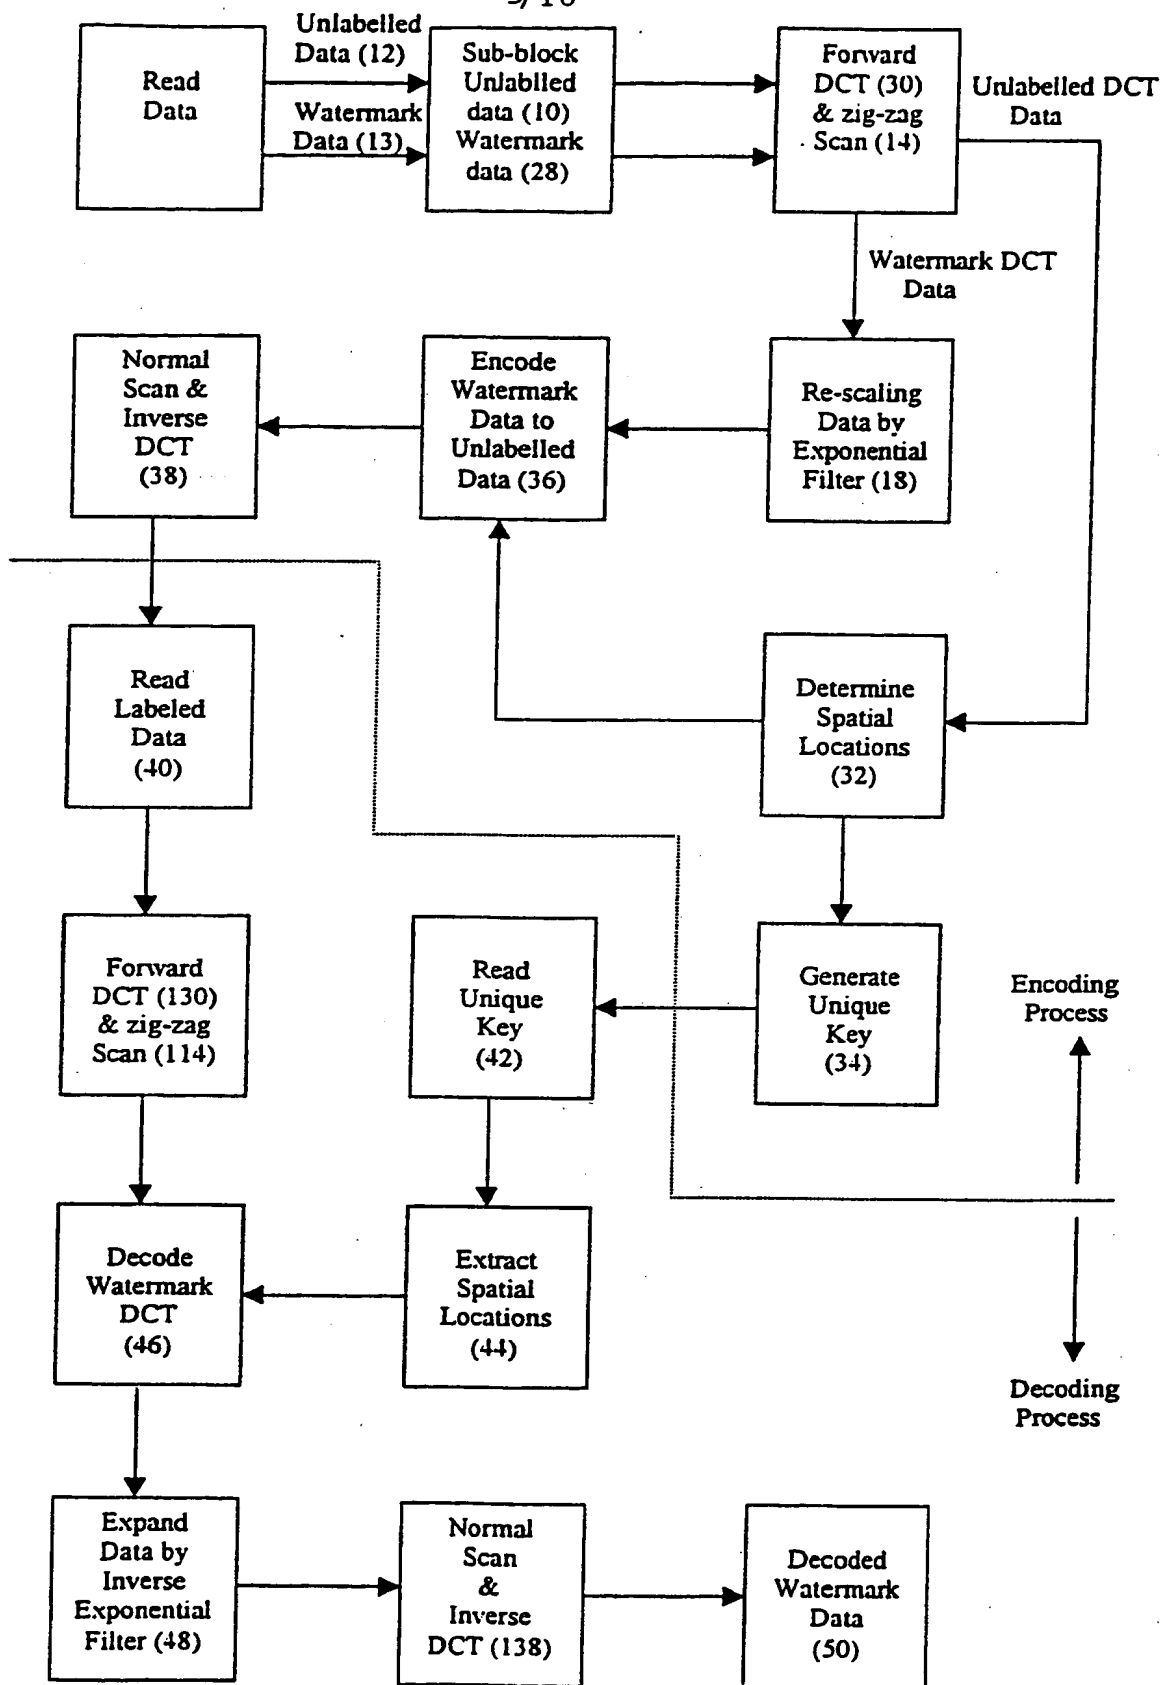 3/10
Unlabelled
Data (12)
Read
Data
Watermark
Data (13)
Sub-block
Unlablled
data (10)
Watermark
data (28)
Forward
DCT (30)
& zig-zag
Scan (14)
Unlabelled DCT
Data
Watermark DCT
Data
Normal
Scan &
Inverse
DCT
(38)
Encode
Watermark
Data to
Unlabelled
Data (36)
Re-scaling
Data by
Exponential
Filter (18)
Read
Labeled
Data
(40)
Determine
Spatial
Locations
(32)
Forward
DCT (130)
& zig-zag
Scan (114)
Read
Unique
Key
(42)
Generate
Unique
Key
(34)
Encoding
Process
Decode
Watermark
DCT
(46)
Extract
Spatial
Locations
(44)
Decoding
Process
Expand
Data by
Inverse
Exponential
Filter (48)
Normal
Scan
&
Inverse
DCT (138)
Decoded
Watermark
Data
(50)